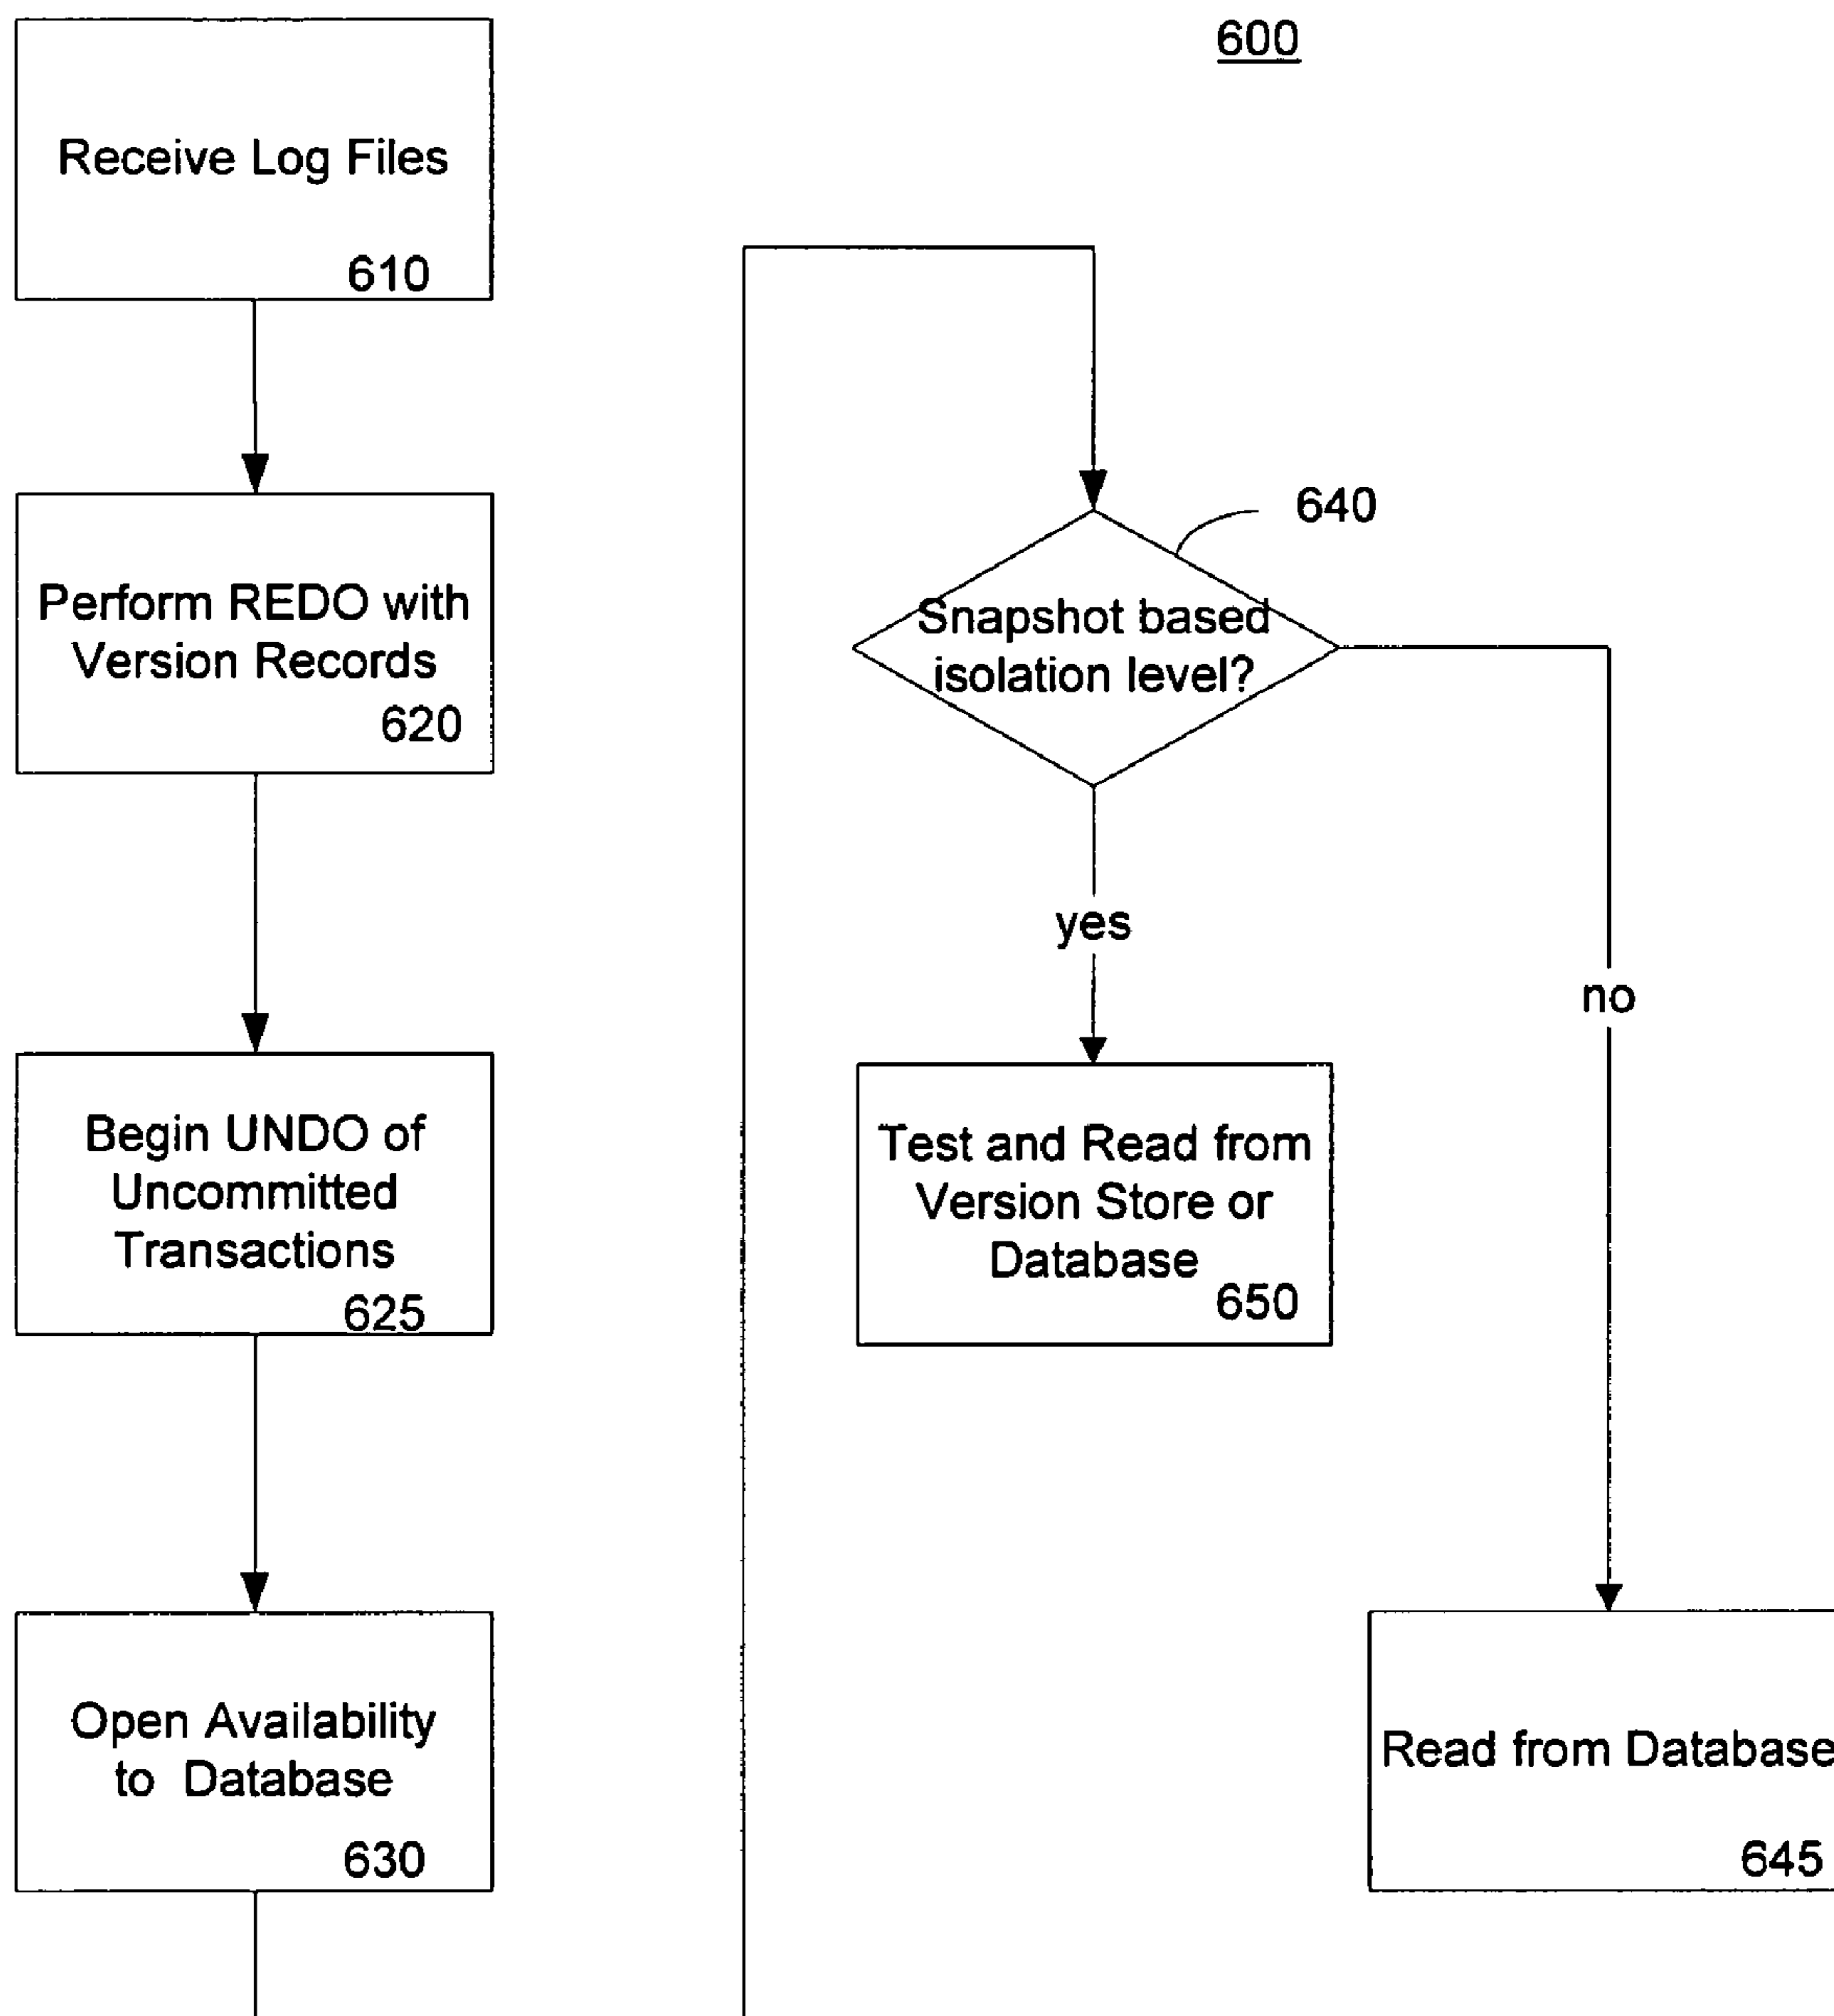 600
Receive Log Files
610
Perform REDO with
Version Records
620
Begin UNDO of
Uncommitted
Transactions
625
Open Availability
to Database
630
640
Snapshot based
isolation level?
yes
no
Test and Read from
Version Store or
Database
650
Read from Database
645